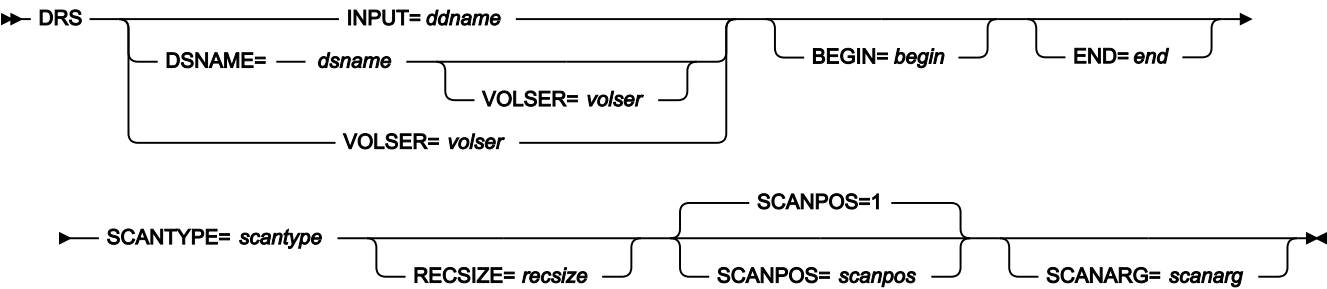 DRS INPUT= ddname
DSNAME= dsname BEGIN= begin END= end
VOLSER= volser
VOLSER= volser
SCANPOS=1
SCANTYPE= scantype
RECSIZE= recsize SCANPOS= scanpos SCANARG= scanarg